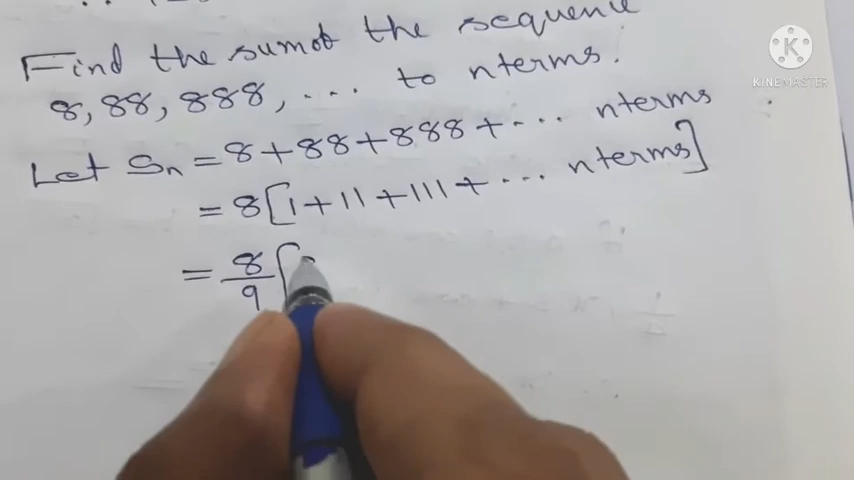 Find the sum of the sequence
8, 88, 888, ... to n terms.
Let Sn = 8+88+888+ ... n terms
= 8[1+11+111+ ... n terms]
= 8/9 [
KINEMASTER